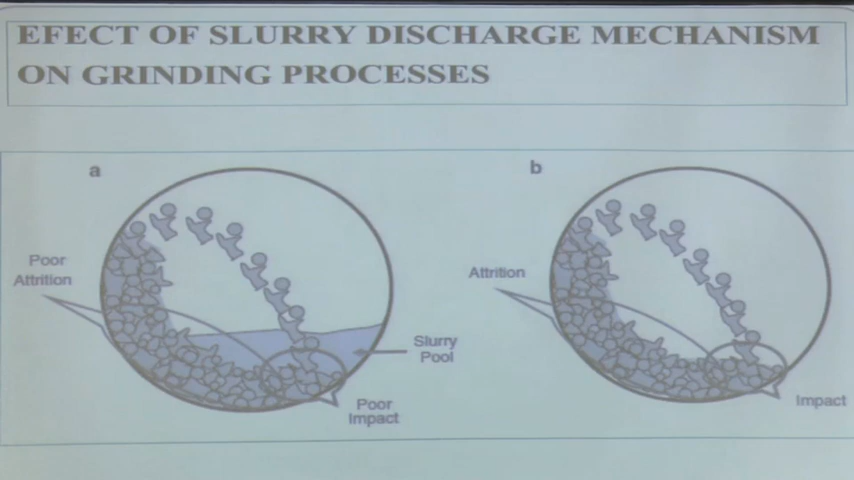 EFECT OF SLURRY DISCHARGE MECHANISM
ON GRINDING PROCESSES
a
b
Poor
Attrition
Slurry
Pool
Poor
Impact
Attrition
Impact